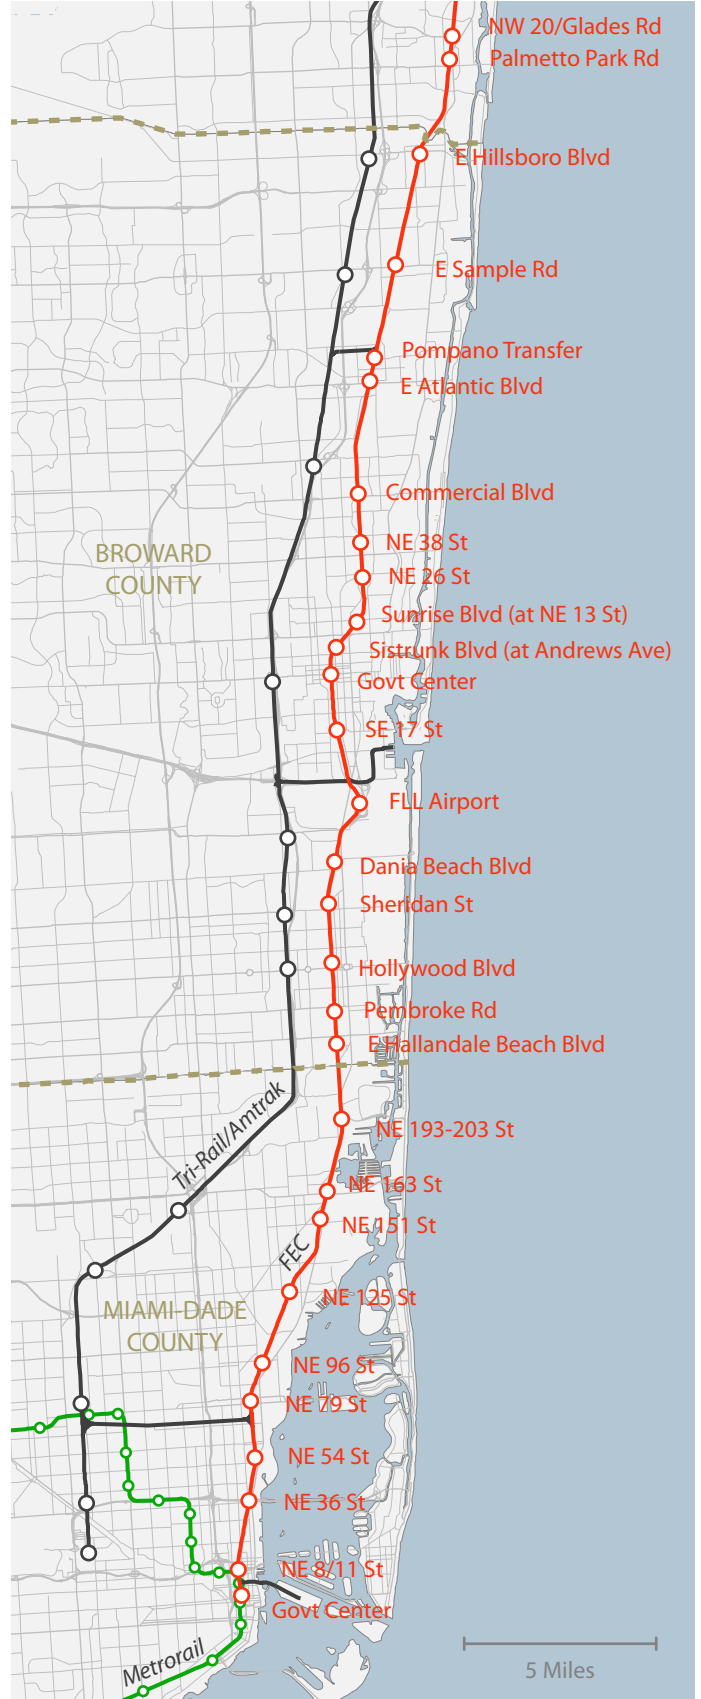 NW 20/Glades Rd
Palmetto Park Rd
E Hillsboro Blvd
E Sample Rd
Pompano Transfer
E Atlantic Blvd
Commercial Blvd
NE 38 St
BROWARD
COUNTY
NE 26 St
Sunrise Blvd (at NE 13 St)
Sistrunk Blvd (at Andrews Ave)
Govt Center
SE 17 St
FLL Airport
Dania Beach Blvd
Sheridan St
Hollywood Blvd
Pembroke Rd
E Hallandale Beach Blvd
Tri-Rail/Amtrak
NE 193-203 St
NE 163 St
NE 151 St
FEC
NE 125 St
MIAMI-DADE
COUNTY
NE 96 St
NE 79 St
NE 54 St
NE 36 St
NE 8/11 St
Govt Center
Metrorail
5 Miles